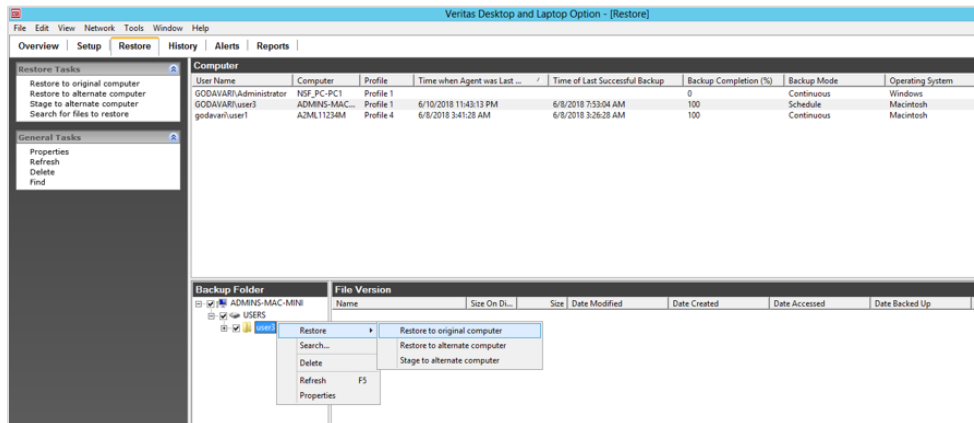 Veritas Desktop and Laptop Option - [Restore]
File Edit View Network Tools Window Help
Overview Setup Restore History Alerts Reports
Restore Tasks
Restore to original computer
Restore to alternate computer
Stage to alternate computer
Search for files to restore
General Tasks
Properties
Refresh
Delete
Find
Computer
User Name Computer Profile Time when Agent was Last ... Time of Last Successful Backup Backup Completion (%) Backup Mode Operating System
GODAVARI\Administrator NSF_PC-PC1 Profile 1 0 Continuous Windows
GODAVARI\user3 ADMINS-MAC... Profile 1 6/10/2018 11:43:13 PM 6/8/2018 7:53:04 AM 100 Schedule Macintosh
godavari\user1 A2ML11234M Profile 4 6/8/2018 3:41:28 AM 6/8/2018 3:26:28 AM 100 Continuous Macintosh
Backup Folder
ADMINS-MAC-MINI
USERS
user3
File Version
Name Size On Di... Size Date Modified Date Created Date Accessed Date Backed Up
Restore
Search...
Delete
Refresh F5
Properties
Restore to original computer
Restore to alternate computer
Stage to alternate computer